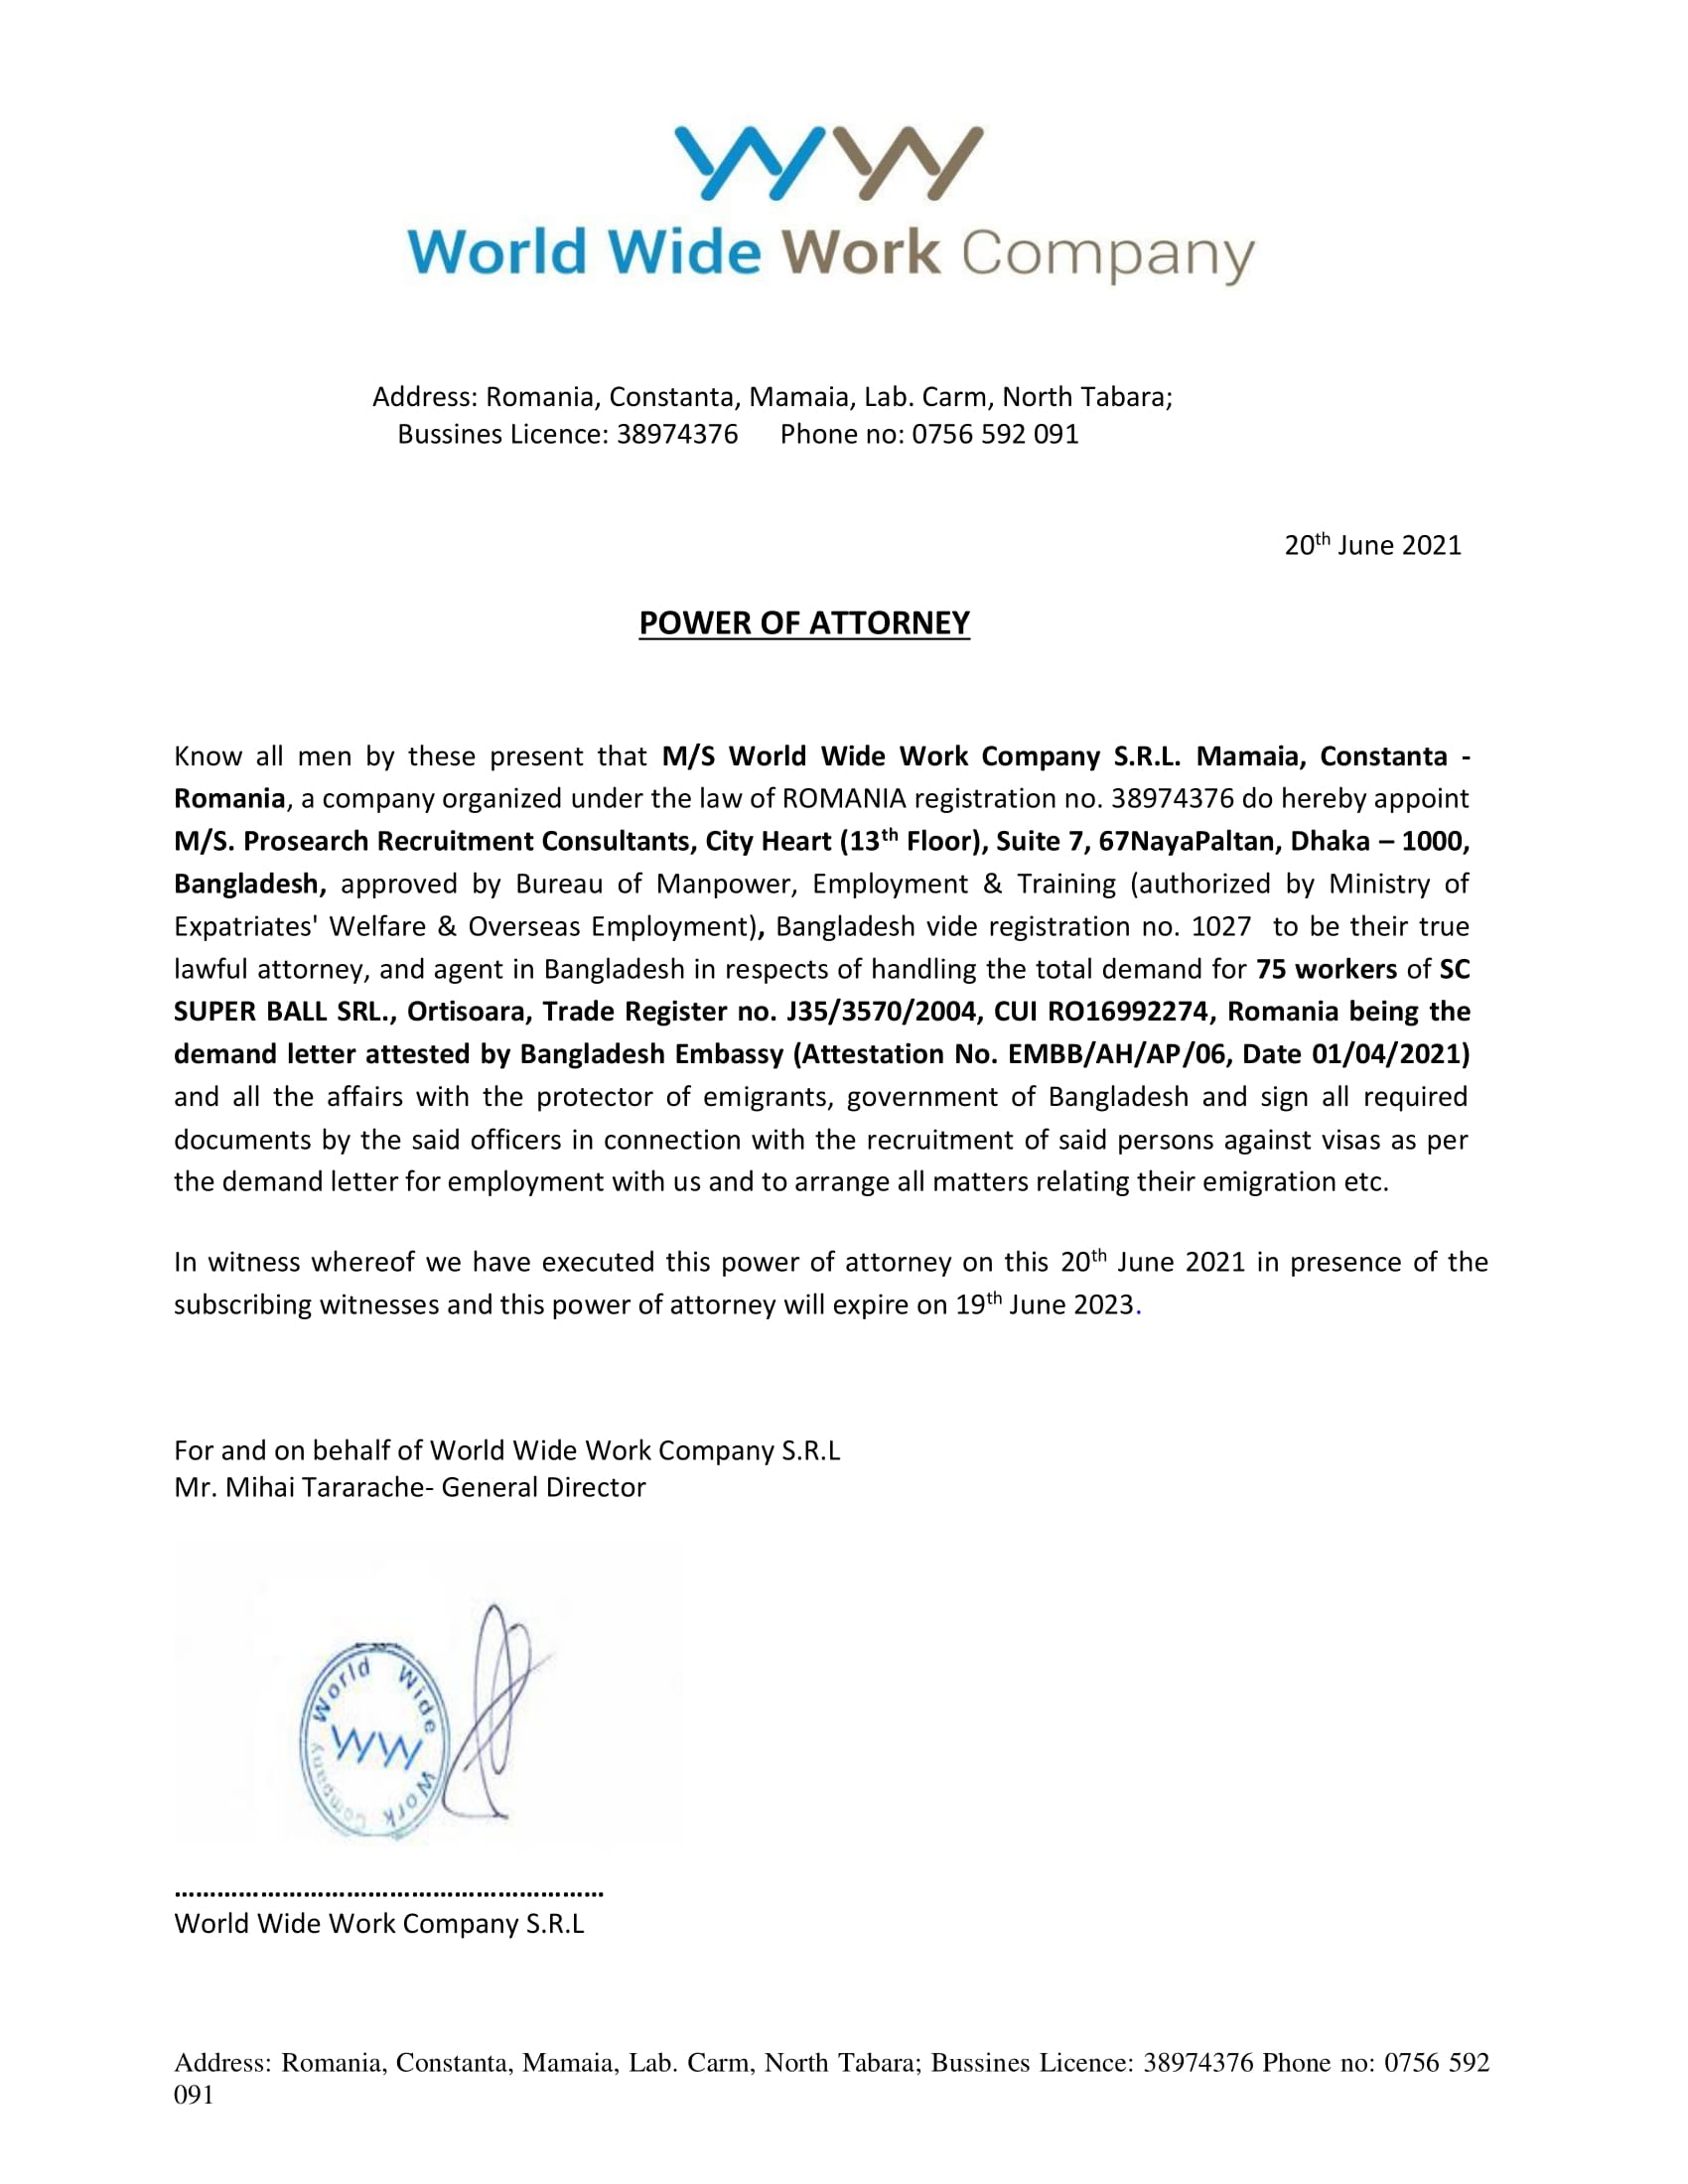 WW
World Wide Work Company
Address: Romania, Constanta, Mamaia, Lab. Carm, North Tabara;
Bussines Licence: 38974376 Phone no: 0756 592 091
20th June 2021
POWER OF ATTORNEY
Know all men by these present that M/S World Wide Work Company S.R.L. Mamaia, Constanta -
Romania, a company organized under the law of ROMANIA registration no. 38974376 do hereby appoint
M/S. Prosearch Recruitment Consultants, City Heart (13th Floor), Suite 7, 67NayaPaltan, Dhaka – 1000,
Bangladesh, approved by Bureau of Manpower, Employment & Training (authorized by Ministry of
Expatriates' Welfare & Overseas Employment), Bangladesh vide registration no. 1027 to be their true
lawful attorney, and agent in Bangladesh in respects of handling the total demand for 75 workers of SC
SUPER BALL SRL., Ortisoara, Trade Register no. J35/3570/2004, CUI RO16992274, Romania being the
demand letter attested by Bangladesh Embassy (Attestation No. EMBB/AH/AP/06, Date 01/04/2021)
and all the affairs with the protector of emigrants, government of Bangladesh and sign all required
documents by the said officers in connection with the recruitment of said persons against visas as per
the demand letter for employment with us and to arrange all matters relating their emigration etc.
In witness whereof we have executed this power of attorney on this 20th June 2021 in presence of the
subscribing witnesses and this power of attorney will expire on 19th June 2023.
For and on behalf of World Wide Work Company S.R.L
Mr. Mihai Tararache- General Director
World Wide Work Company
WW
............................................................
World Wide Work Company S.R.L
Address: Romania, Constanta, Mamaia, Lab. Carm, North Tabara; Bussines Licence: 38974376 Phone no: 0756 592
091